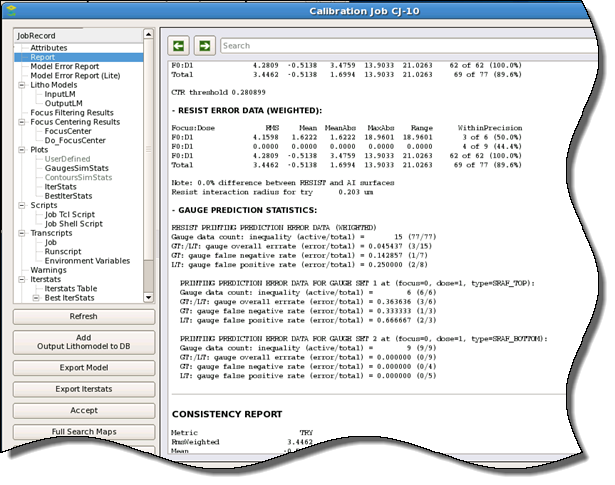 Calibration Job CJ-10
JobRecord
Attributes
Report
Model Error Report
Model Error Report (Lite)
Litho Models
InputLM
OutputLM
Focus Filtering Results
Focus Centering Results
FocusCenter
Do_FocusCenter
Plots
UserDefined
GaugesSimStats
ContoursSimStats
IterStats
BestIterStats
Scripts
Job Tcl Script
Job Shell Script
Transcripts
Job
Runscript
Environment Variables
Warnings
Iterstats
Iterstats Table
Best IterStats
Refresh
Add
Output Lithomodel to DB
Export Model
Export Iterstats
Accept
Full Search Maps
Search
F0:D1 4.2809 -0.5138 3.4759 13.9033 21.0263 62 of 62 (100.0%)
Total 3.4462 -0.5138 1.6994 13.9033 21.0263 69 of 77 (89.6%)
CTR threshold 0.280899
- RESIST ERROR DATA (WEIGHTED):
Focus:Dose RMS Mean MeanAbs MaxAbs Range WithinPrecision
F0:D1 4.1598 1.6222 1.6222 18.9601 18.9601 3 of 6 (50.0%)
F0:D1 0.0000 0.0000 0.0000 0.0000 0.0000 4 of 9 (44.4%)
F0:D1 4.2809 -0.5138 3.4759 13.9033 21.0263 62 of 62 (100.0%)
Total 3.4462 -0.5138 1.6994 13.9033 21.0263 69 of 77 (89.6%)
Note: 0.0% difference between RESIST and AI surfaces
Resist interaction radius for try 0.203 um
- GAUGE PREDICTION STATISTICS:
RESIST PRINTING PREDICTION ERROR DATA (WEIGHTED)
Gauge data count: inequality (active/total) = 15 (77/77)
GT:/LT: gauge overall errrate (error/total) = 0.045437 (3/15)
GT: gauge false negative rate (error/total) = 0.142857 (1/7)
LT: gauge false positive rate (error/total) = 0.250000 (2/8)
PRINTING PREDICTION ERROR DATA FOR GAUGE SET 1 at (focus=0, dose=1, type=SRAF_TOP):
Gauge data count: inequality (active/total) = 6 (6/6)
GT:/LT: gauge overall errrate (error/total) = 0.363636 (3/6)
GT: gauge false negative rate (error/total) = 0.333333 (1/3)
LT: gauge false positive rate (error/total) = 0.666667 (2/3)
PRINTING PREDICTION ERROR DATA FOR GAUGE SET 2 at (focus=0, dose=1, type=SRAF_BOTTOM):
Gauge data count: inequality (active/total) = 9 (9/9)
GT:/LT: gauge overall errrate (error/total) = 0.000000 (0/9)
GT: gauge false negative rate (error/total) = 0.000000 (0/4)
LT: gauge false positive rate (error/total) = 0.000000 (0/5)
CONSISTENCY REPORT
Metric TRY
RmsWeighted 3.4462
Mean